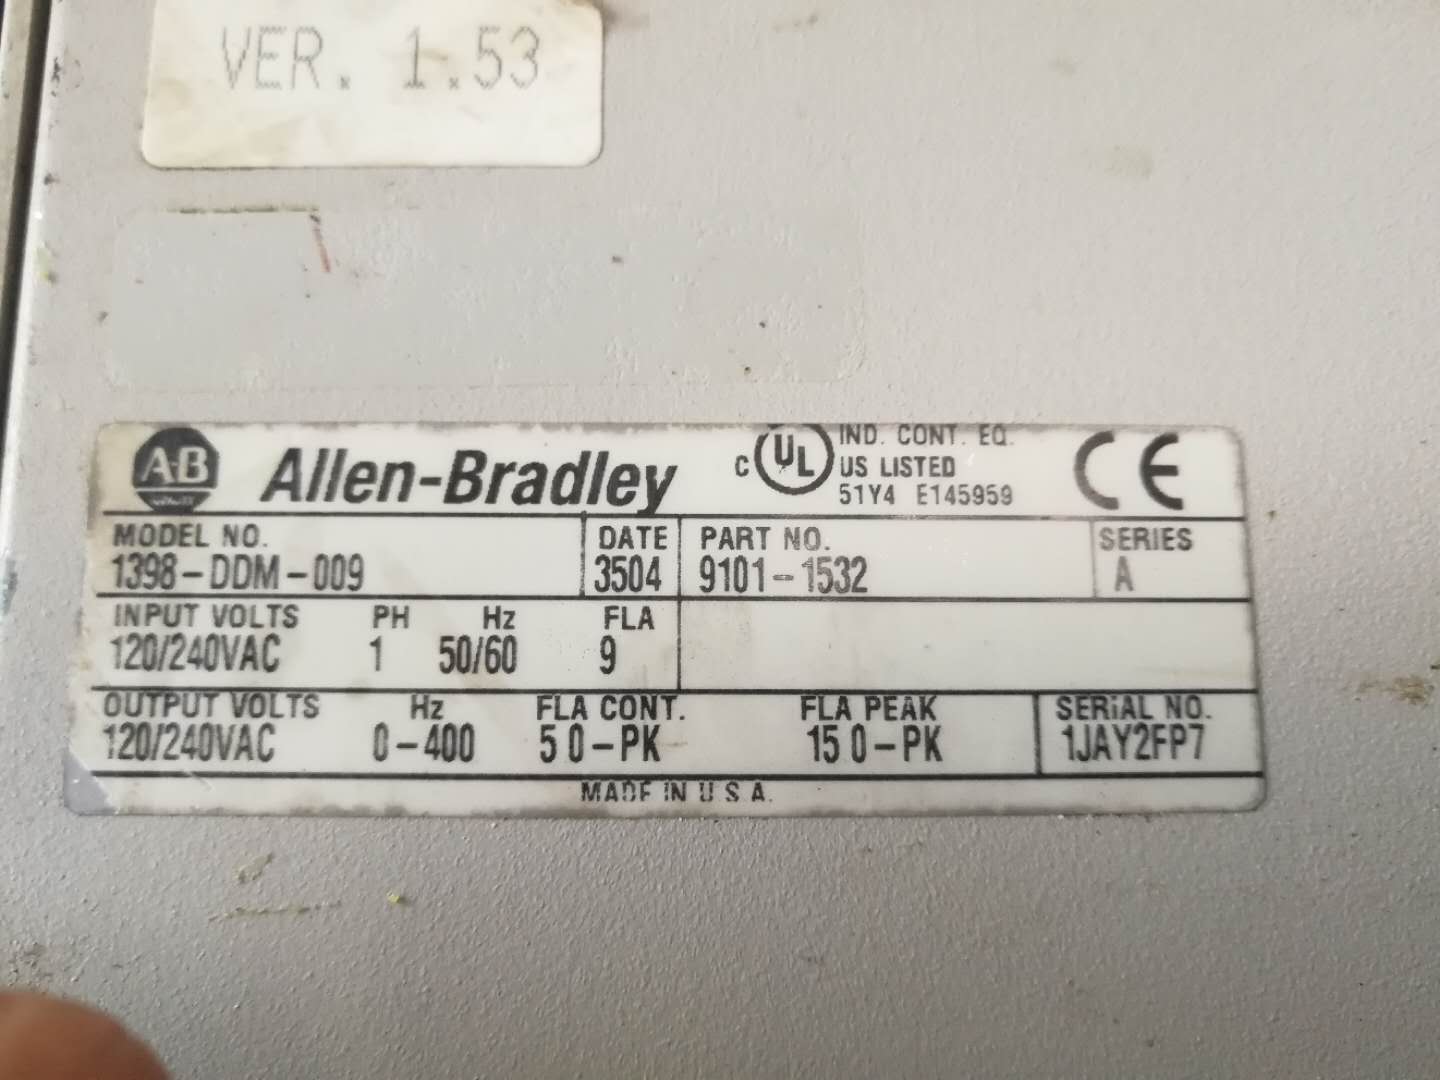 VER. 1.53
A-B Allen-Bradley
c UL US LISTED IND. CONT. EQ.
51Y4 E145959
CE
MODEL NO. DATE PART NO. SERIES
1398-DDM-009 3504 9101-1532 A
INPUT VOLTS PH Hz FLA
120/240VAC 1 50/60 9
OUTPUT VOLTS Hz FLA CONT. FLA PEAK SERIAL NO.
120/240VAC 0-400 5 0-PK 15 0-PK 1JAY2FP7
MADE IN U S A.